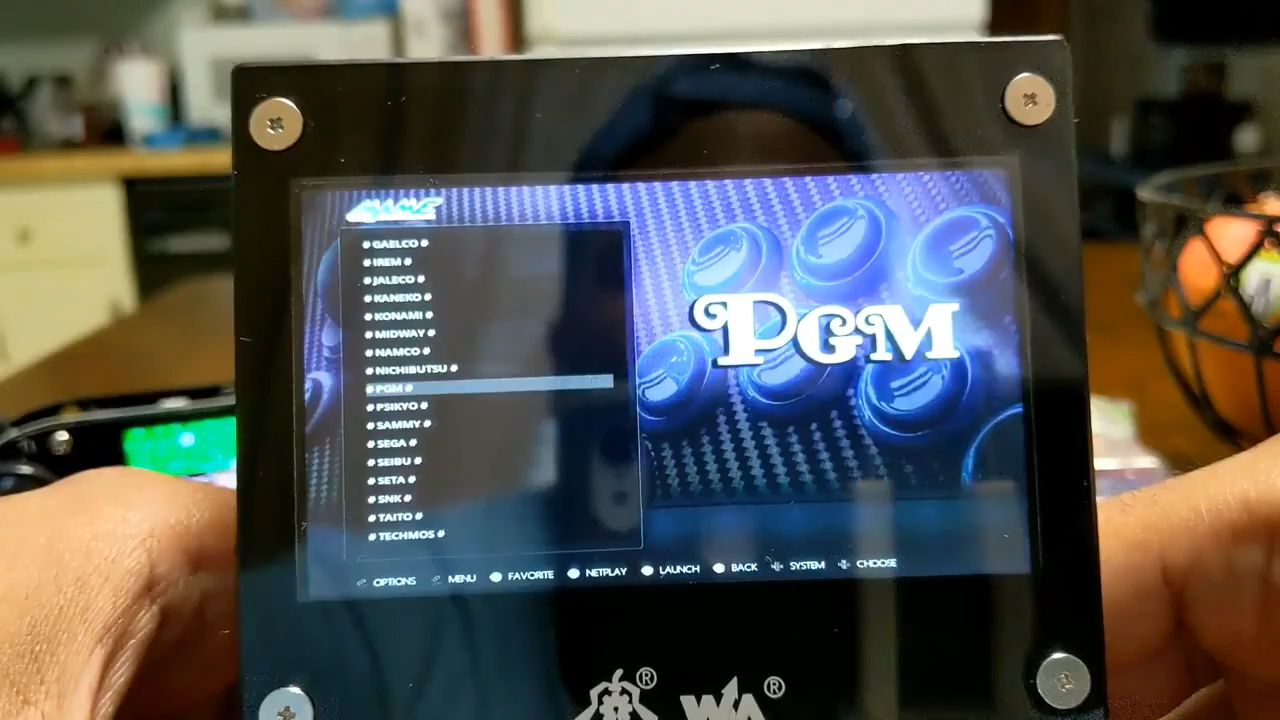 MAME
# GAELCO #
# IREM #
# JALECO #
# KANEKO #
# KONAMI #
# MIDWAY #
# NAMCO #
# NICHIBUTSU #
# PGM #
# PSIKYO #
# SAMMY #
# SEGA #
# SEIBU #
# SETA #
# SNK #
# TAITO #
# TECHMOS #
PGM
OPTIONS MENU FAVORITE NETPLAY LAUNCH BACK SYSTEM CHOOSE
® ®